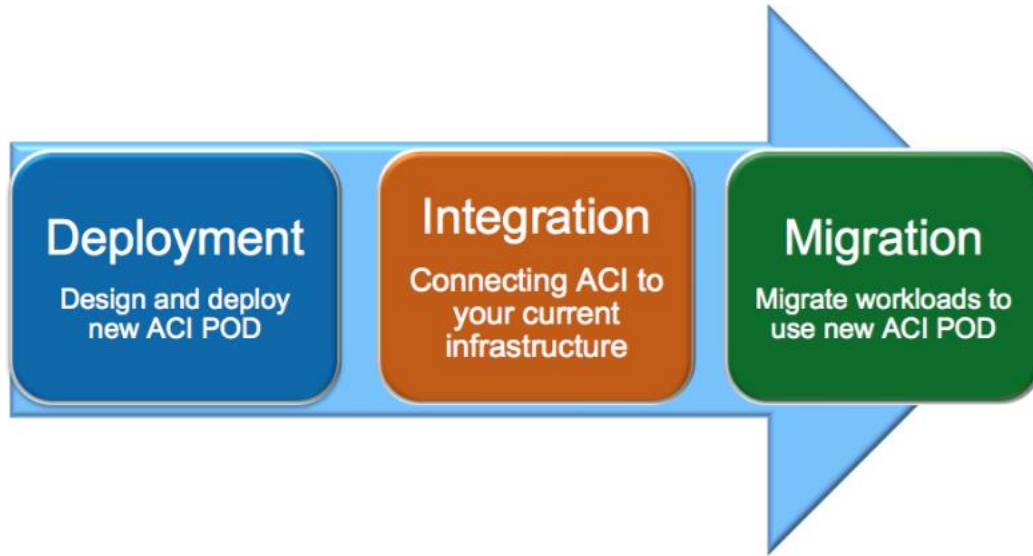 Deployment
Design and deploy
new ACI POD
Integration
Connecting ACI to
your current
infrastructure
Migration
Migrate workloads to
use new ACI POD